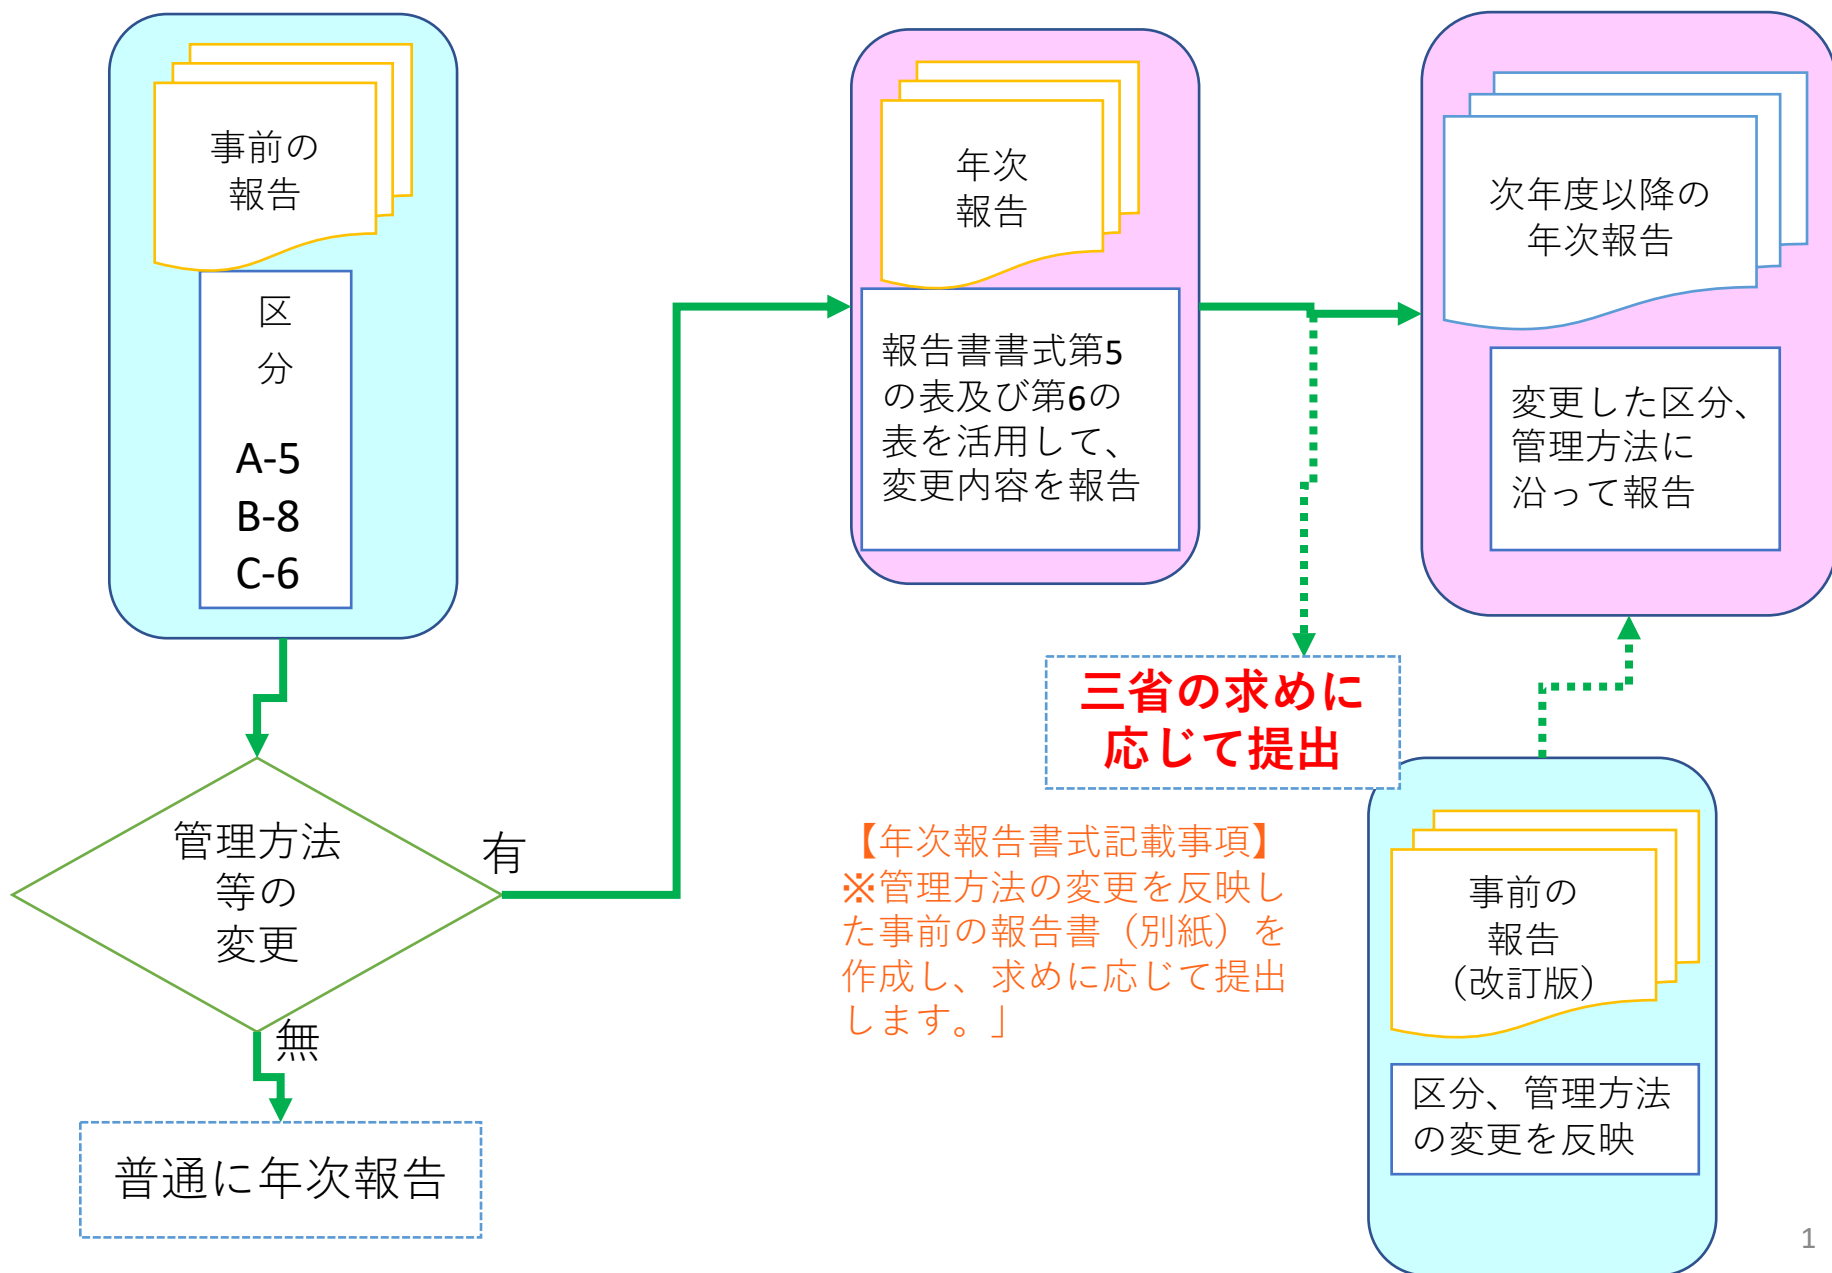 事前の
報告
区
分
A-5
B-8
C-6
管理方法
等の
変更
有
無
普通に年次報告
年次
報告
報告書書式第5
の表及び第6の
表を活用して、
変更内容を報告
次年度以降の
年次報告
変更した区分、
管理方法に
沿って報告
三省の求めに
応じて提出
【年次報告書式記載事項】
※管理方法の変更を反映し
た事前の報告書（別紙）を
作成し、求めに応じて提出
します。」
事前の
報告
（改訂版）
区分、管理方法
の変更を反映
1